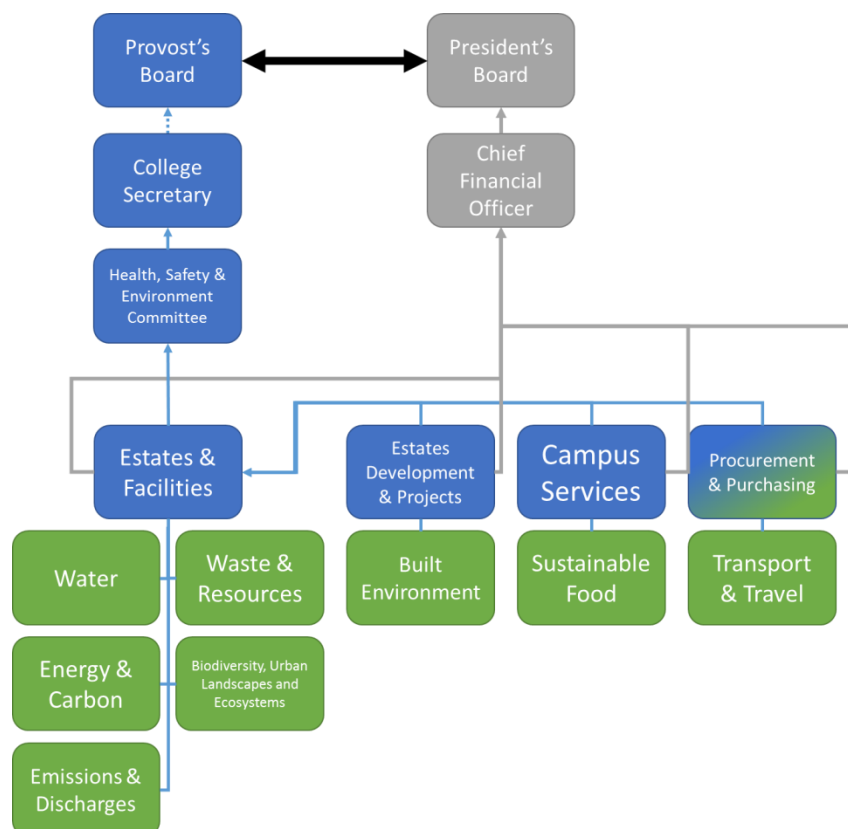 Provost's
Board
President's
Board
College
Secretary
Chief
Financial
Officer
Health, Safety &
Environment
Committee
Estates &
Facilities
Estates
Development
& Projects
Campus
Services
Procurement
& Purchasing
Water
Waste &
Resources
Built
Environment
Sustainable
Food
Transport
& Travel
Energy &
Carbon
Biodiversity, Urban
Landscapes and
Ecosystems
Emissions &
Discharges